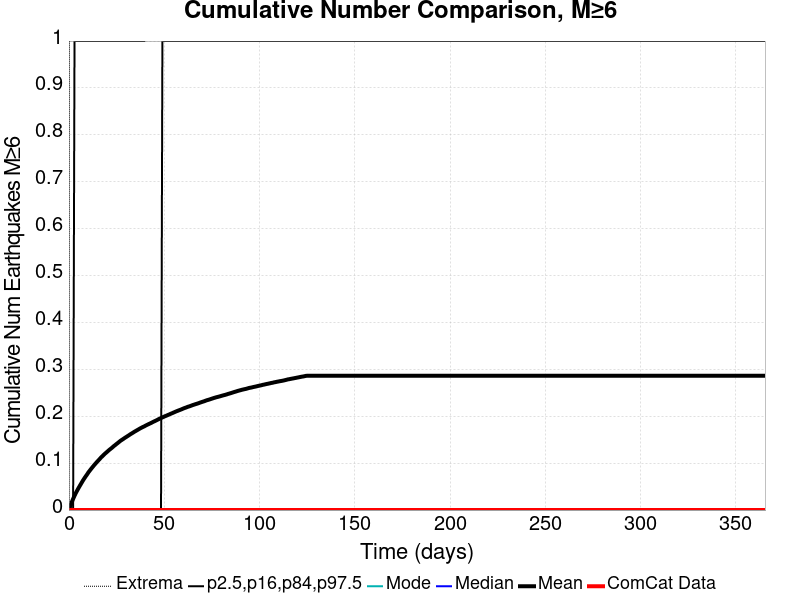 Cumulative Number Comparison, M≥6
Cumulative Num Earthquakes M≥6
1
0.9
0.8
0.7
0.6
0.5
0.4
0.3
0.2
0.1
0
0 50 100 150 200 250 300 350
Time (days)
Extrema p2.5,p16,p84,p97.5 Mode Median Mean ComCat Data